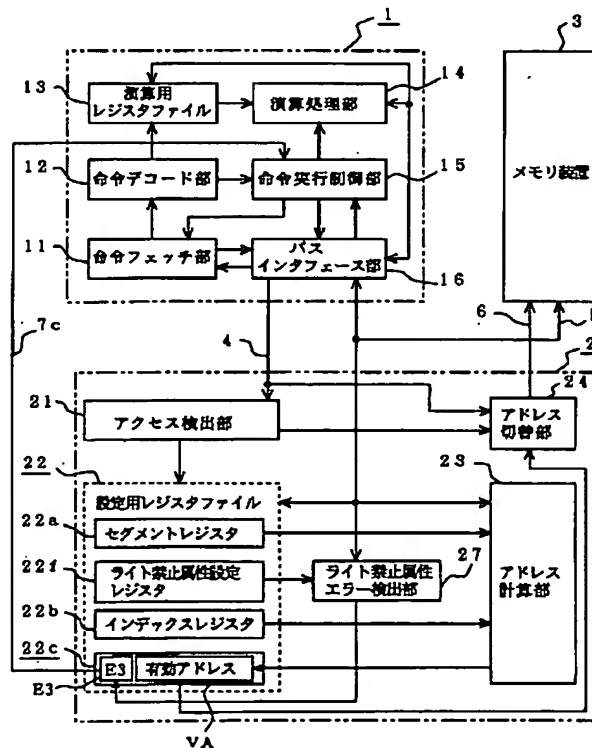 1
3
13
演算用
レジスタファイル
演算処理部
14
12
命令デコード部
命令実行制御部
15
メモリ装置
11
命令フェッチ部
バス
インタフェース部
16
7c
4
6
2
24
21
アクセス検出部
アドレス
切替部
22
23
設定用レジスタファイル
22a
セグメントレジスタ
22f
ライト禁止属性設定
レジスタ
ライト禁止属性
エラー検出部
27
アドレス
計算部
22b
インデックスレジスタ
22c
E3
有効アドレス
E3
VA